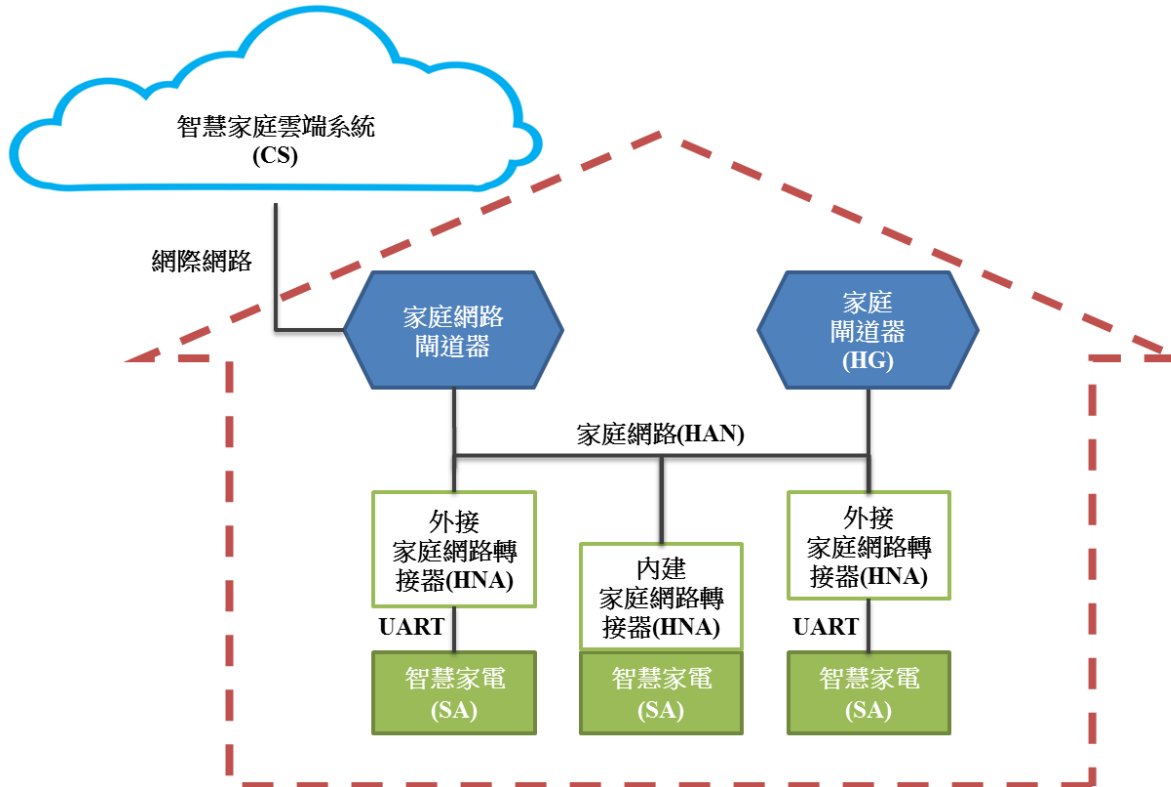 智慧家庭雲端系統
(CS)
網際網路
家庭網路
閘道器
家庭
閘道器
(HG)
家庭網路(HAN)
外接
家庭網路轉
接器(HNA)
內建
家庭網路轉
接器(HNA)
外接
家庭網路轉
接器(HNA)
UART
UART
智慧家電
(SA)
智慧家電
(SA)
智慧家電
(SA)